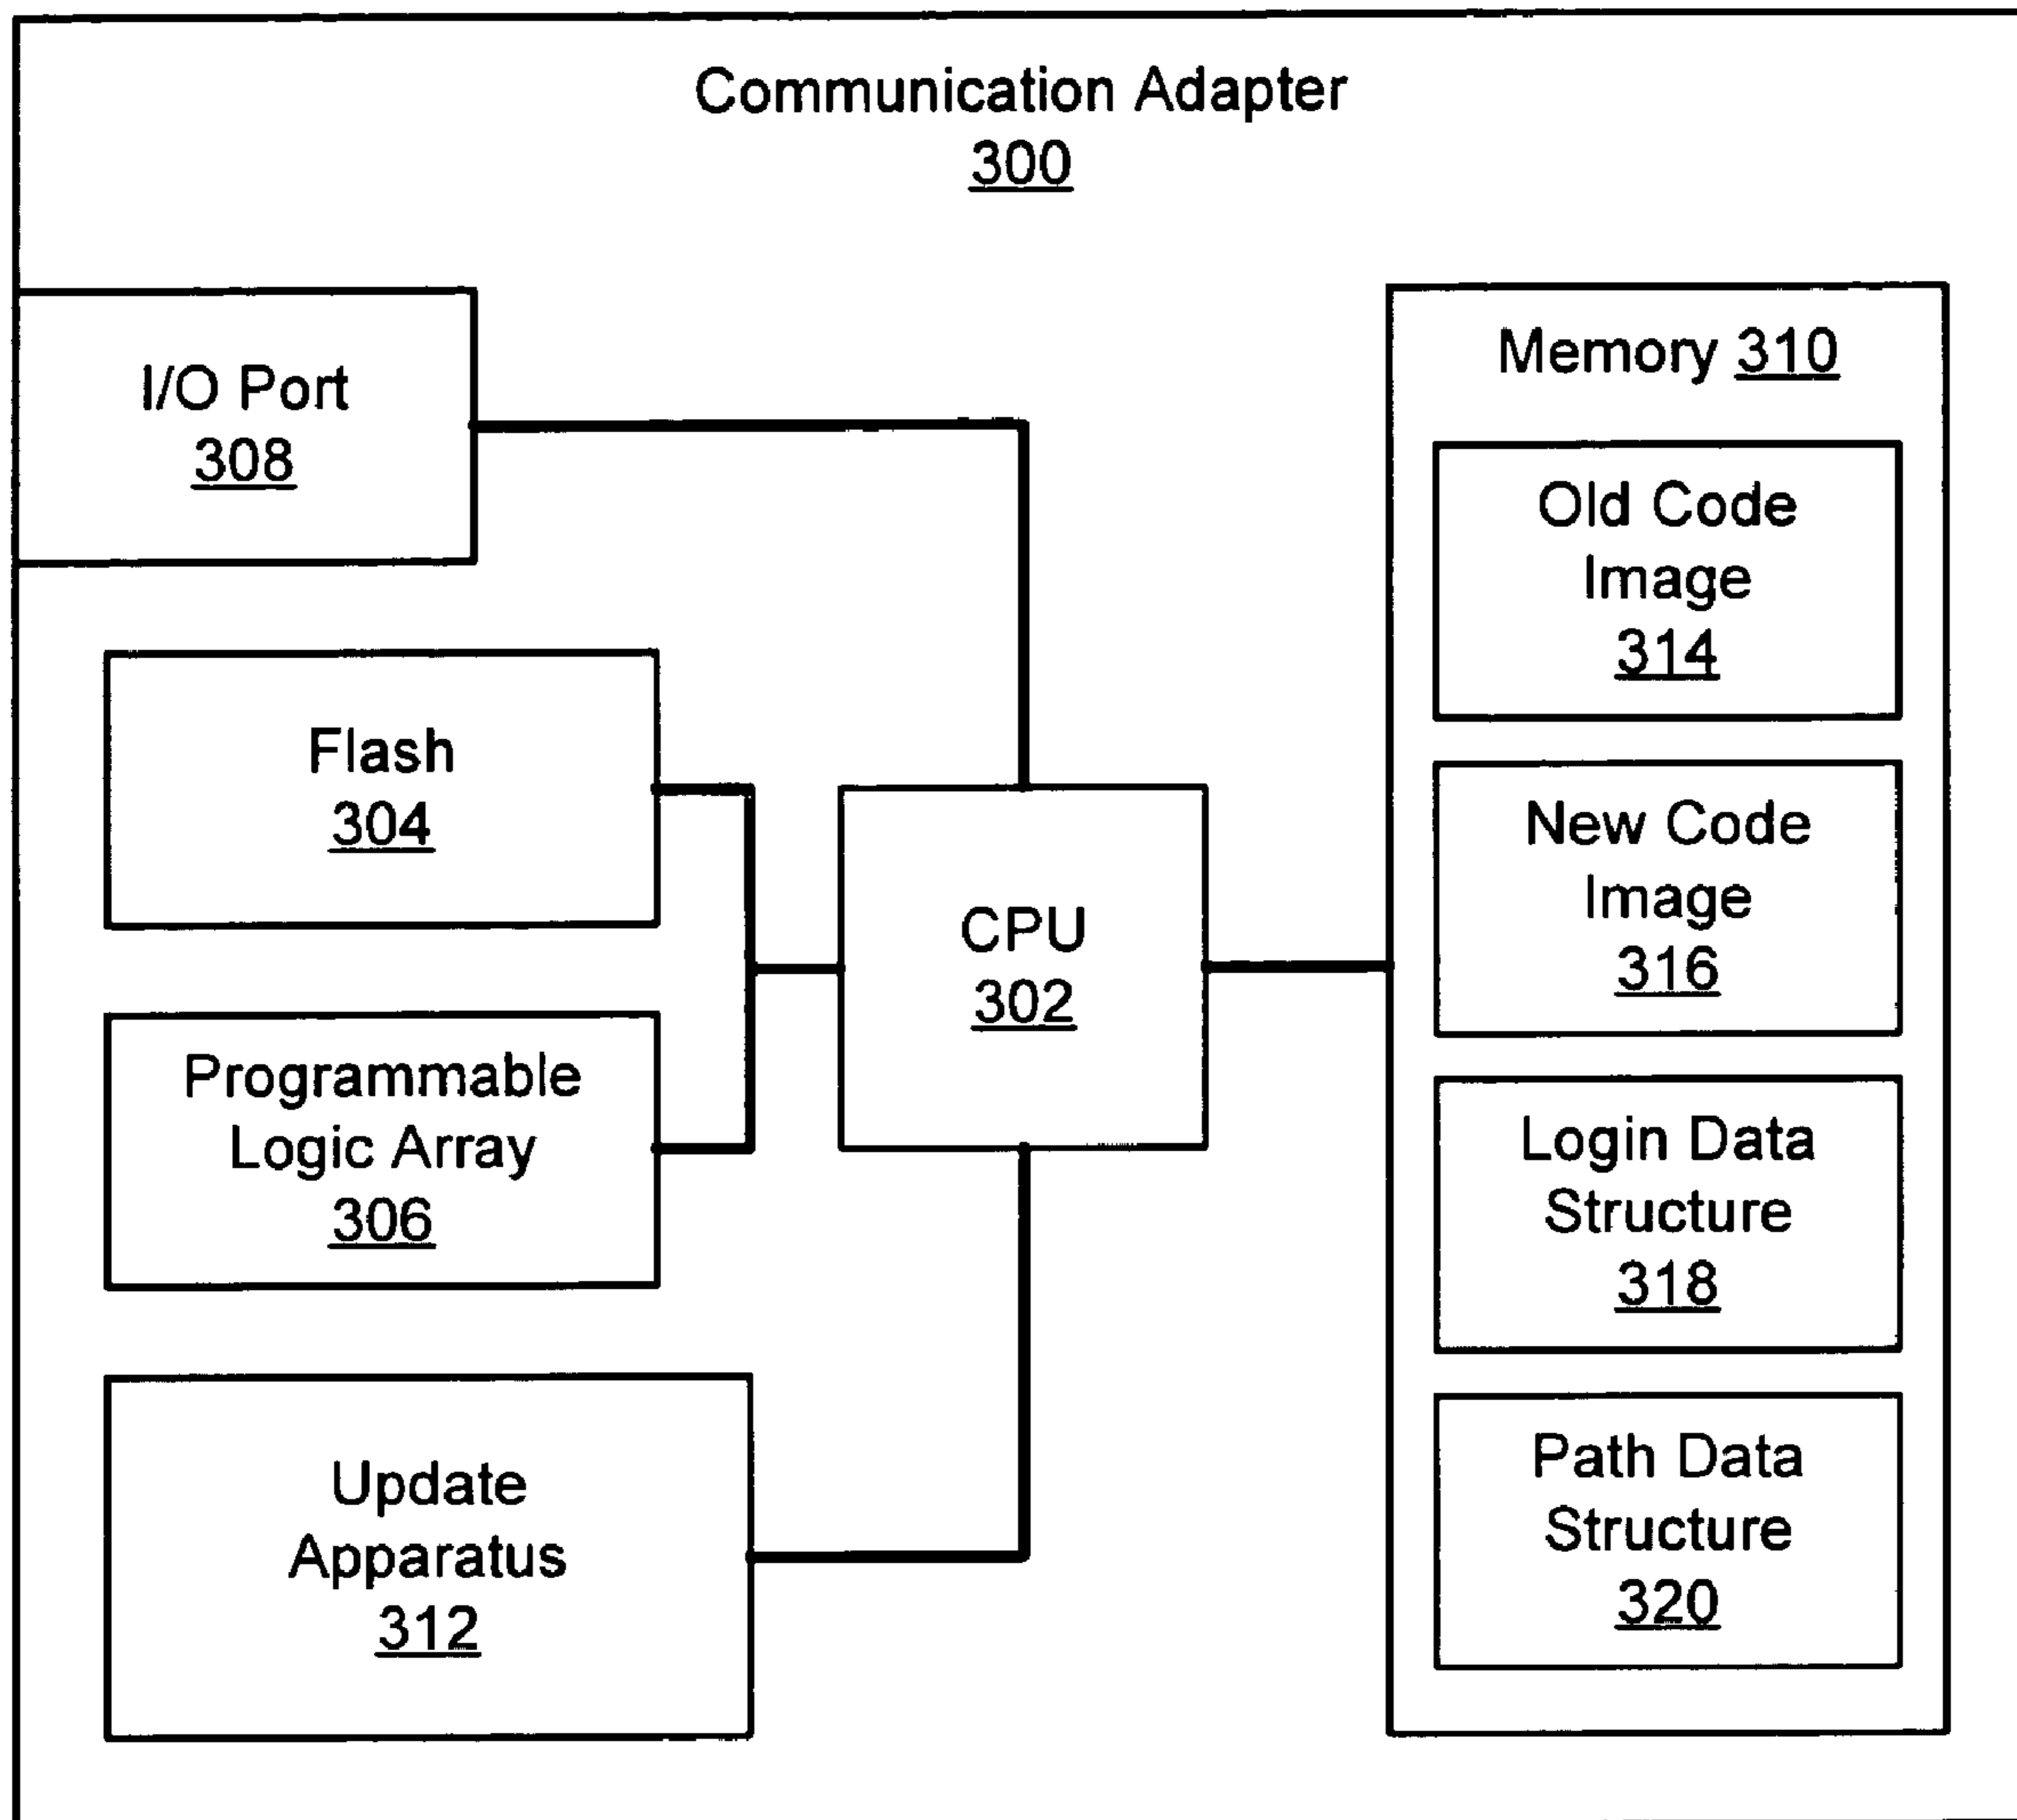 Communication Adapter
300
I/O Port
308
Flash
304
Programmable
Logic Array
306
Update
Apparatus
312
CPU
302
Memory 310
Old Code
Image
314
New Code
Image
316
Login Data
Structure
318
Path Data
Structure
320